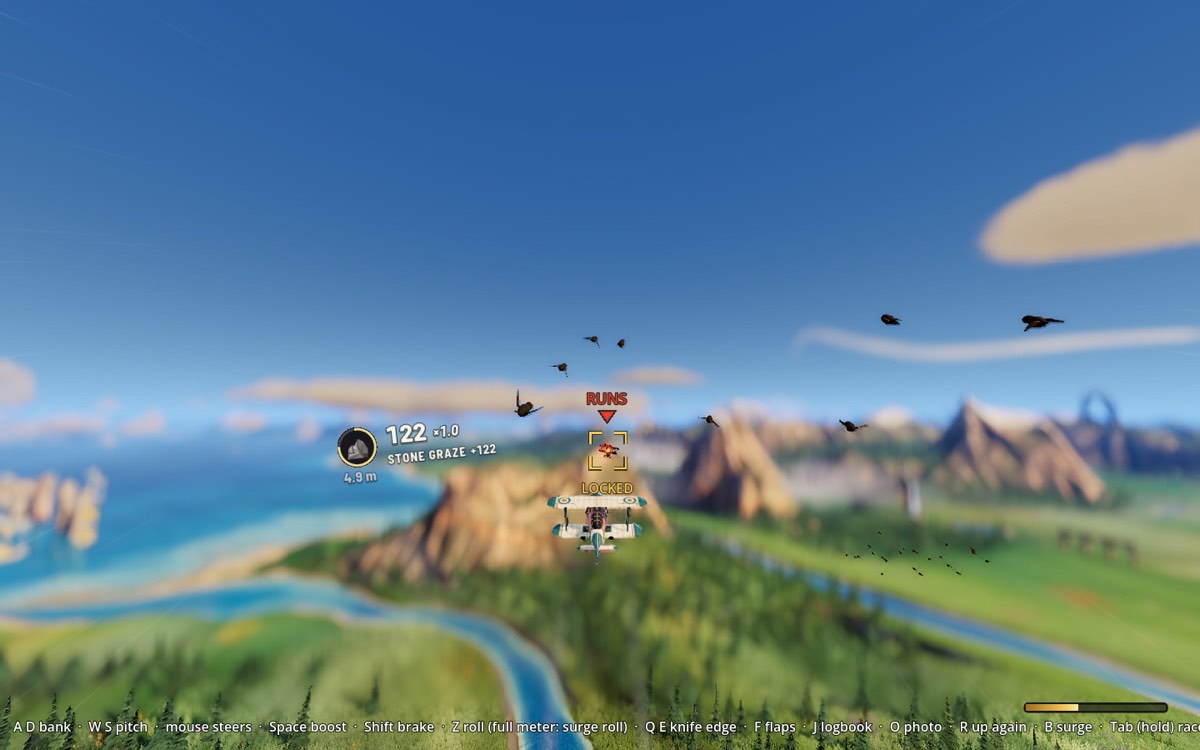 RUNS
122 ×1.0
STONE GRAZE +122
4.9 m
LOCKED
A D bank · W S pitch · mouse steers · Space boost · Shift brake · Z roll (full meter: surge roll) · Q E knife edge · F flaps · J logbook · O photo · R up again · B surge · Tab (hold) race